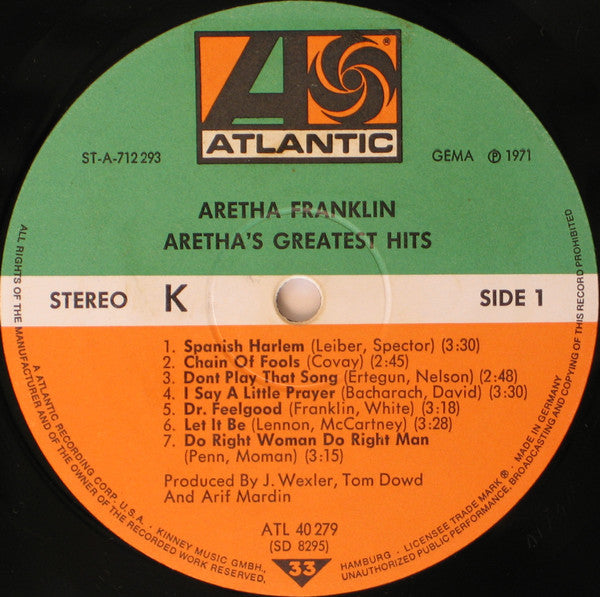 ATLANTIC
®
ST-A-712 293
GEMA ℗ 1971
ARETHA FRANKLIN
ARETHA'S GREATEST HITS
STEREO K
SIDE 1
1. Spanish Harlem (Leiber, Spector) (3:30)
2. Chain Of Fools (Covay) (2:45)
3. Dont Play That Song (Ertegun, Nelson) (2:48)
4. I Say A Little Prayer (Bacharach, David) (3:30)
5. Dr. Feelgood (Franklin, White) (3:18)
6. Let It Be (Lennon, McCartney) (3:28)
7. Do Right Woman Do Right Man
(Penn, Moman) (3:15)
Produced By J. Wexler, Tom Dowd
And Arif Mardin
ATL 40 279
(SD 8295)
33
ALL RIGHTS OF THE MANUFACTURER AND OF THE OWNER OF THE RECORDED WORK RESERVED.
A ATLANTIC RECORDING CORP. U.S.A. · KINNEY MUSIC GMBH., HAMBURG · LICENSEE TRADE MARK ® · MADE IN GERMANY
UNAUTHORIZED PUBLIC PERFORMANCE, BROADCASTING AND COPYING OF THIS RECORD PROHIBITED